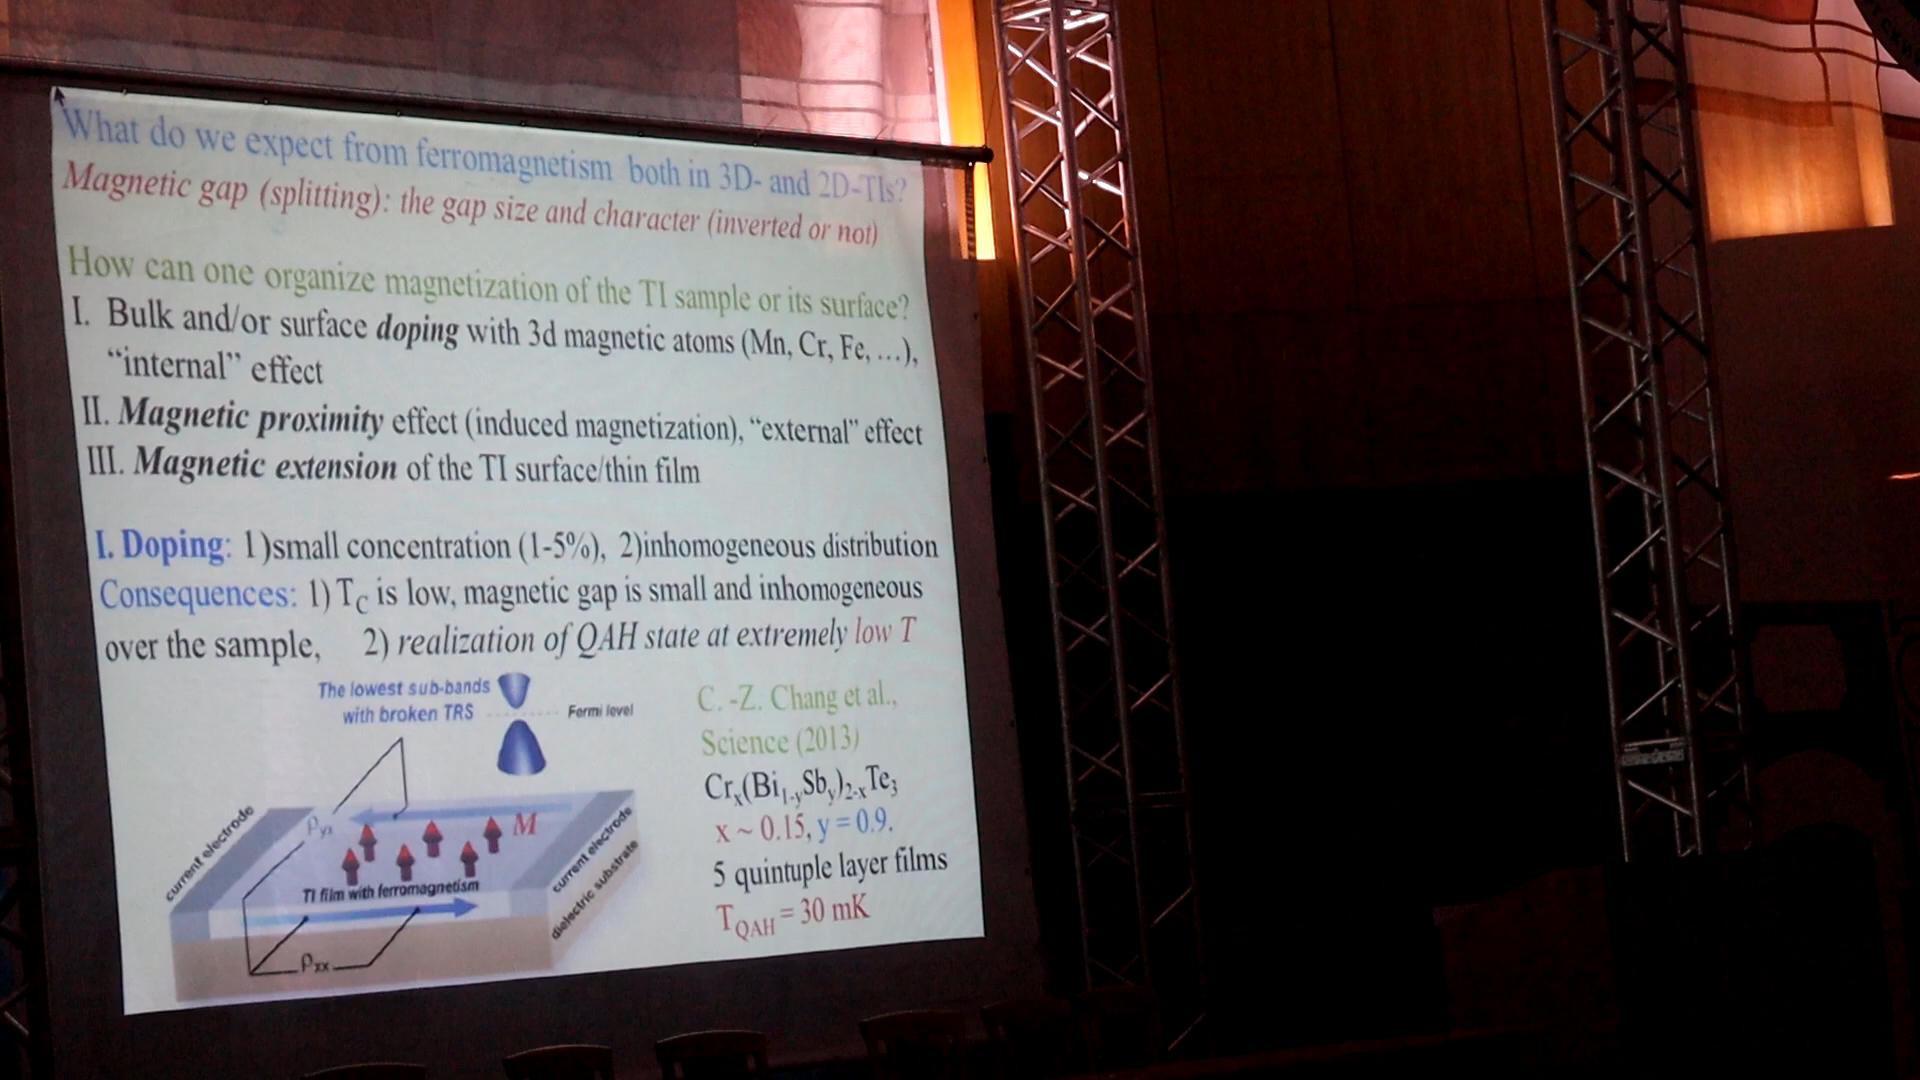 What do we expect from ferromagnetism both in 3D- and 2D-TIs?
Magnetic gap (splitting): the gap size and character (inverted or not)
How can one organize magnetization of the TI sample or its surface?
I. Bulk and/or surface doping with 3d magnetic atoms (Mn, Cr, Fe, ...),
“internal” effect
II. Magnetic proximity effect (induced magnetization), “external” effect
III. Magnetic extension of the TI surface/thin film
I. Doping: 1)small concentration (1-5%), 2)inhomogeneous distribution
Consequences: 1) T_C is low, magnetic gap is small and inhomogeneous
over the sample, 2) realization of QAH state at extremely low T
The lowest sub-bands
with broken TRS
Fermi level
current electrode
ρyx
M
TI film with ferromagnetism
current electrode
dielectric substrate
ρxx
C. -Z. Chang et al.,
Science (2013)
Crx(Bi1-ySby)2-xTe3
x ~ 0.15, y = 0.9.
5 quintuple layer films
TQAH = 30 mK